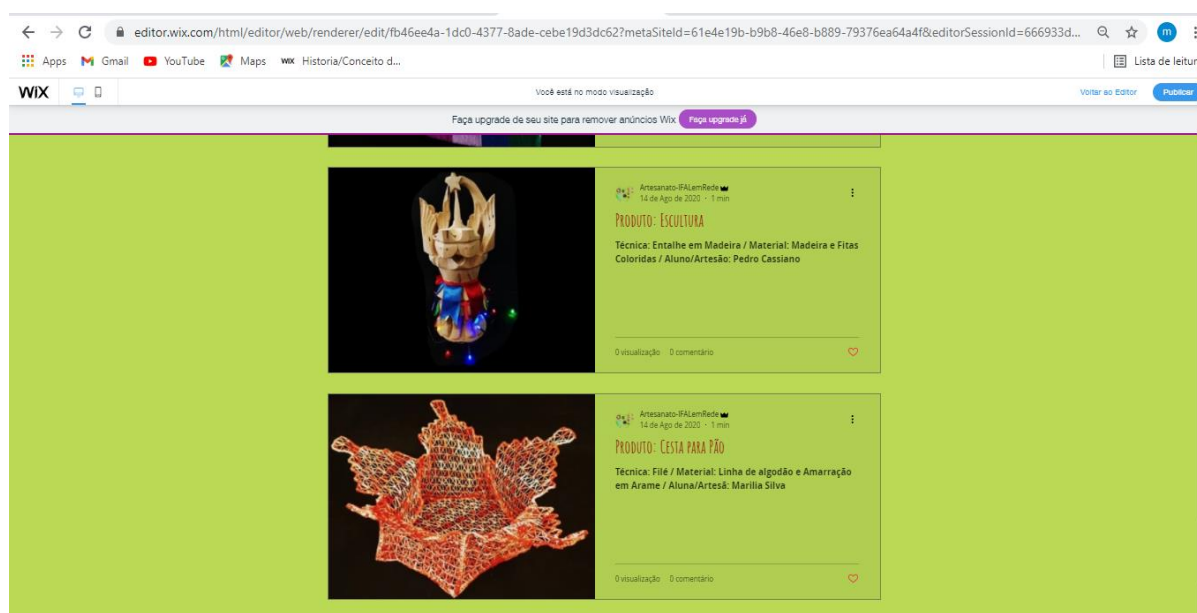 editor.wix.com/html/editor/web/renderer/edit/fb46ee4a-1dc0-4377-8ade-cebe19d3dc62?metaSiteId=61e4e19b-b9b8-46e8-b889-79376ea64a4f&editorSessionId=666933d...
m
Apps Gmail YouTube Maps WIX Historia/Conceito d... Lista de leitur
WiX Você está no modo visualização Voltar ao Editor Publicar
Faça upgrade de seu site para remover anúncios Wix Faça upgrade já
Artesanato-IFALemRede
14 de Ago de 2020 · 1 min
Produto: Escultura
Técnica: Entalhe em Madeira / Material: Madeira e Fitas
Coloridas / Aluno/Artesão: Pedro Cassiano
0 visualização 0 comentário
Artesanato-IFALemRede
14 de Ago de 2020 · 1 min
Produto: Cesta para Pão
Técnica: Filé / Material: Linha de algodão e Amarração
em Arame / Aluna/Artesã: Marilia Silva
0 visualização 0 comentário